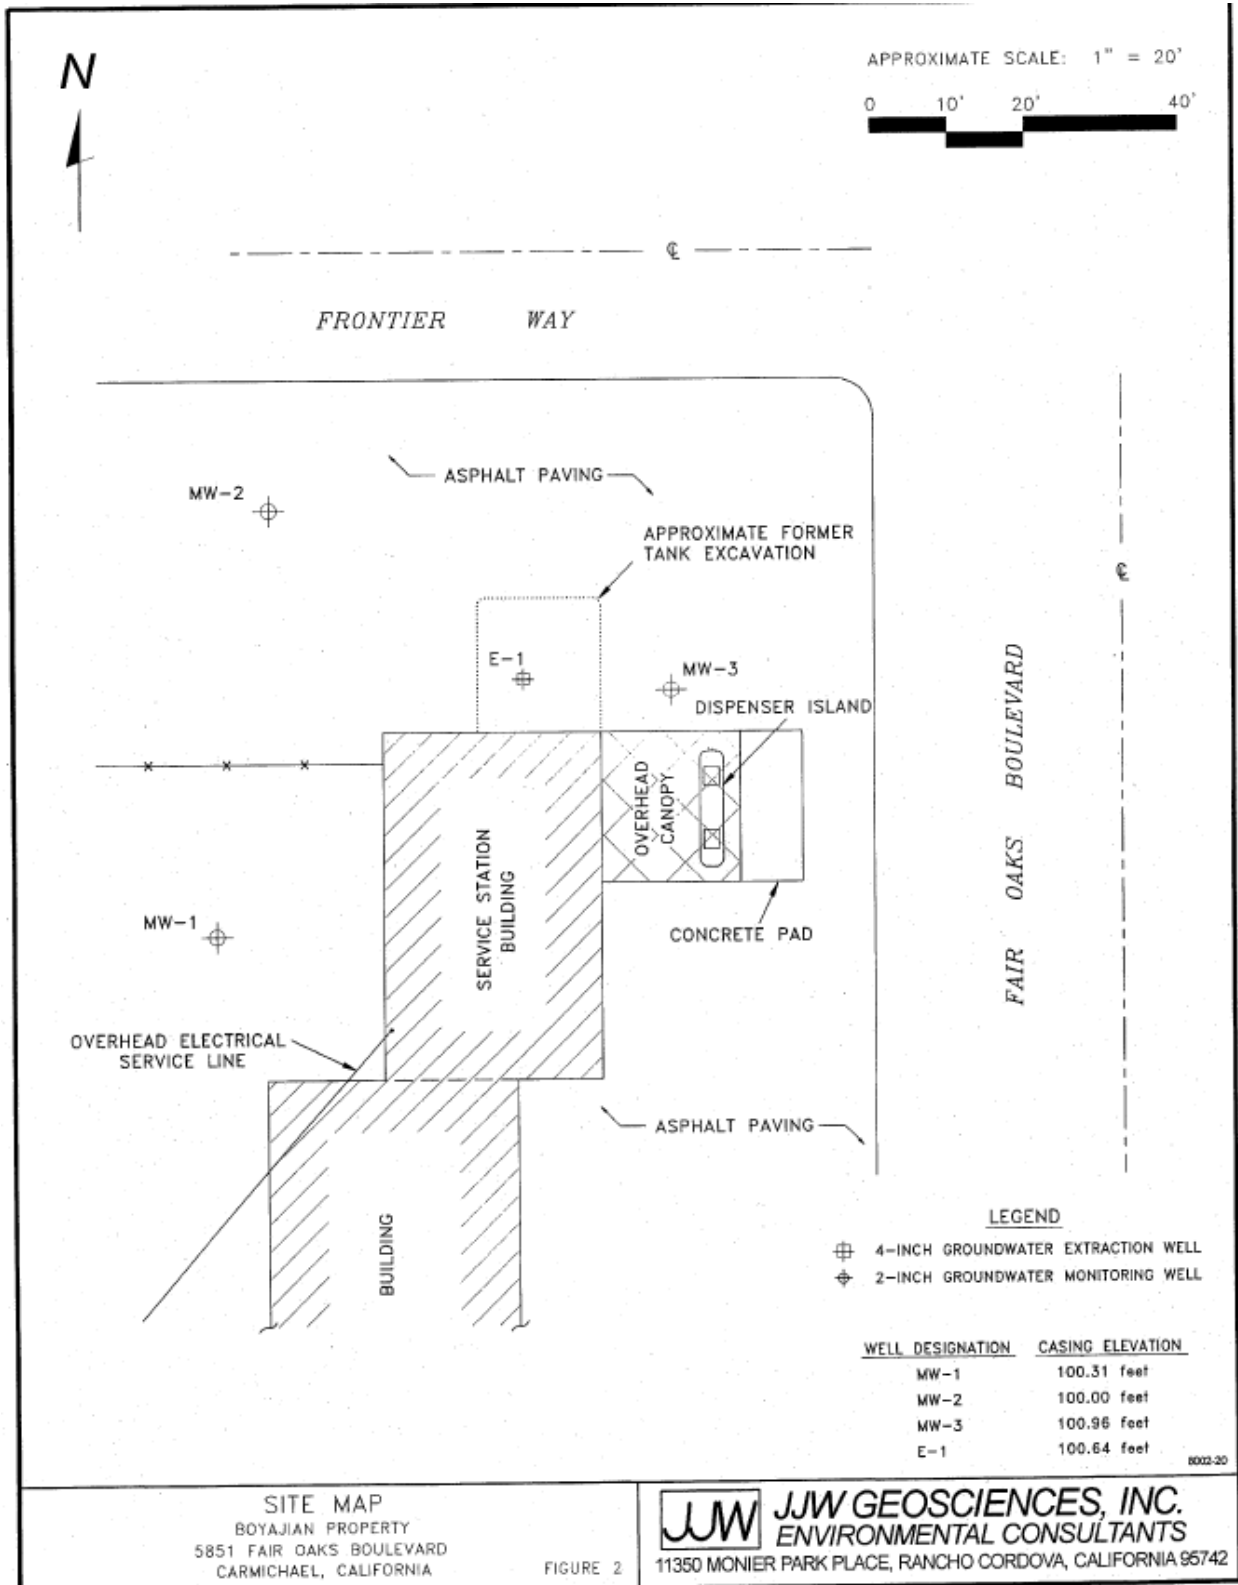 N
APPROXIMATE SCALE: 1" = 20'
0 10' 20' 40'
℄
FRONTIER WAY
ASPHALT PAVING
MW-2
APPROXIMATE FORMER
TANK EXCAVATION
℄
E-1
MW-3
DISPENSER ISLAND
OVERHEAD
CANOPY
SERVICE STATION
BUILDING
FAIR OAKS BOULEVARD
MW-1
CONCRETE PAD
OVERHEAD ELECTRICAL
SERVICE LINE
ASPHALT PAVING
BUILDING
LEGEND
4-INCH GROUNDWATER EXTRACTION WELL
2-INCH GROUNDWATER MONITORING WELL
WELL DESIGNATION CASING ELEVATION
MW-1 100.31 feet
MW-2 100.00 feet
MW-3 100.96 feet
E-1 100.64 feet
8002-20
SITE MAP
BOYAJIAN PROPERTY
5851 FAIR OAKS BOULEVARD
CARMICHAEL, CALIFORNIA
FIGURE 2
JJW
JJW GEOSCIENCES, INC.
ENVIRONMENTAL CONSULTANTS
11350 MONIER PARK PLACE, RANCHO CORDOVA, CALIFORNIA 95742